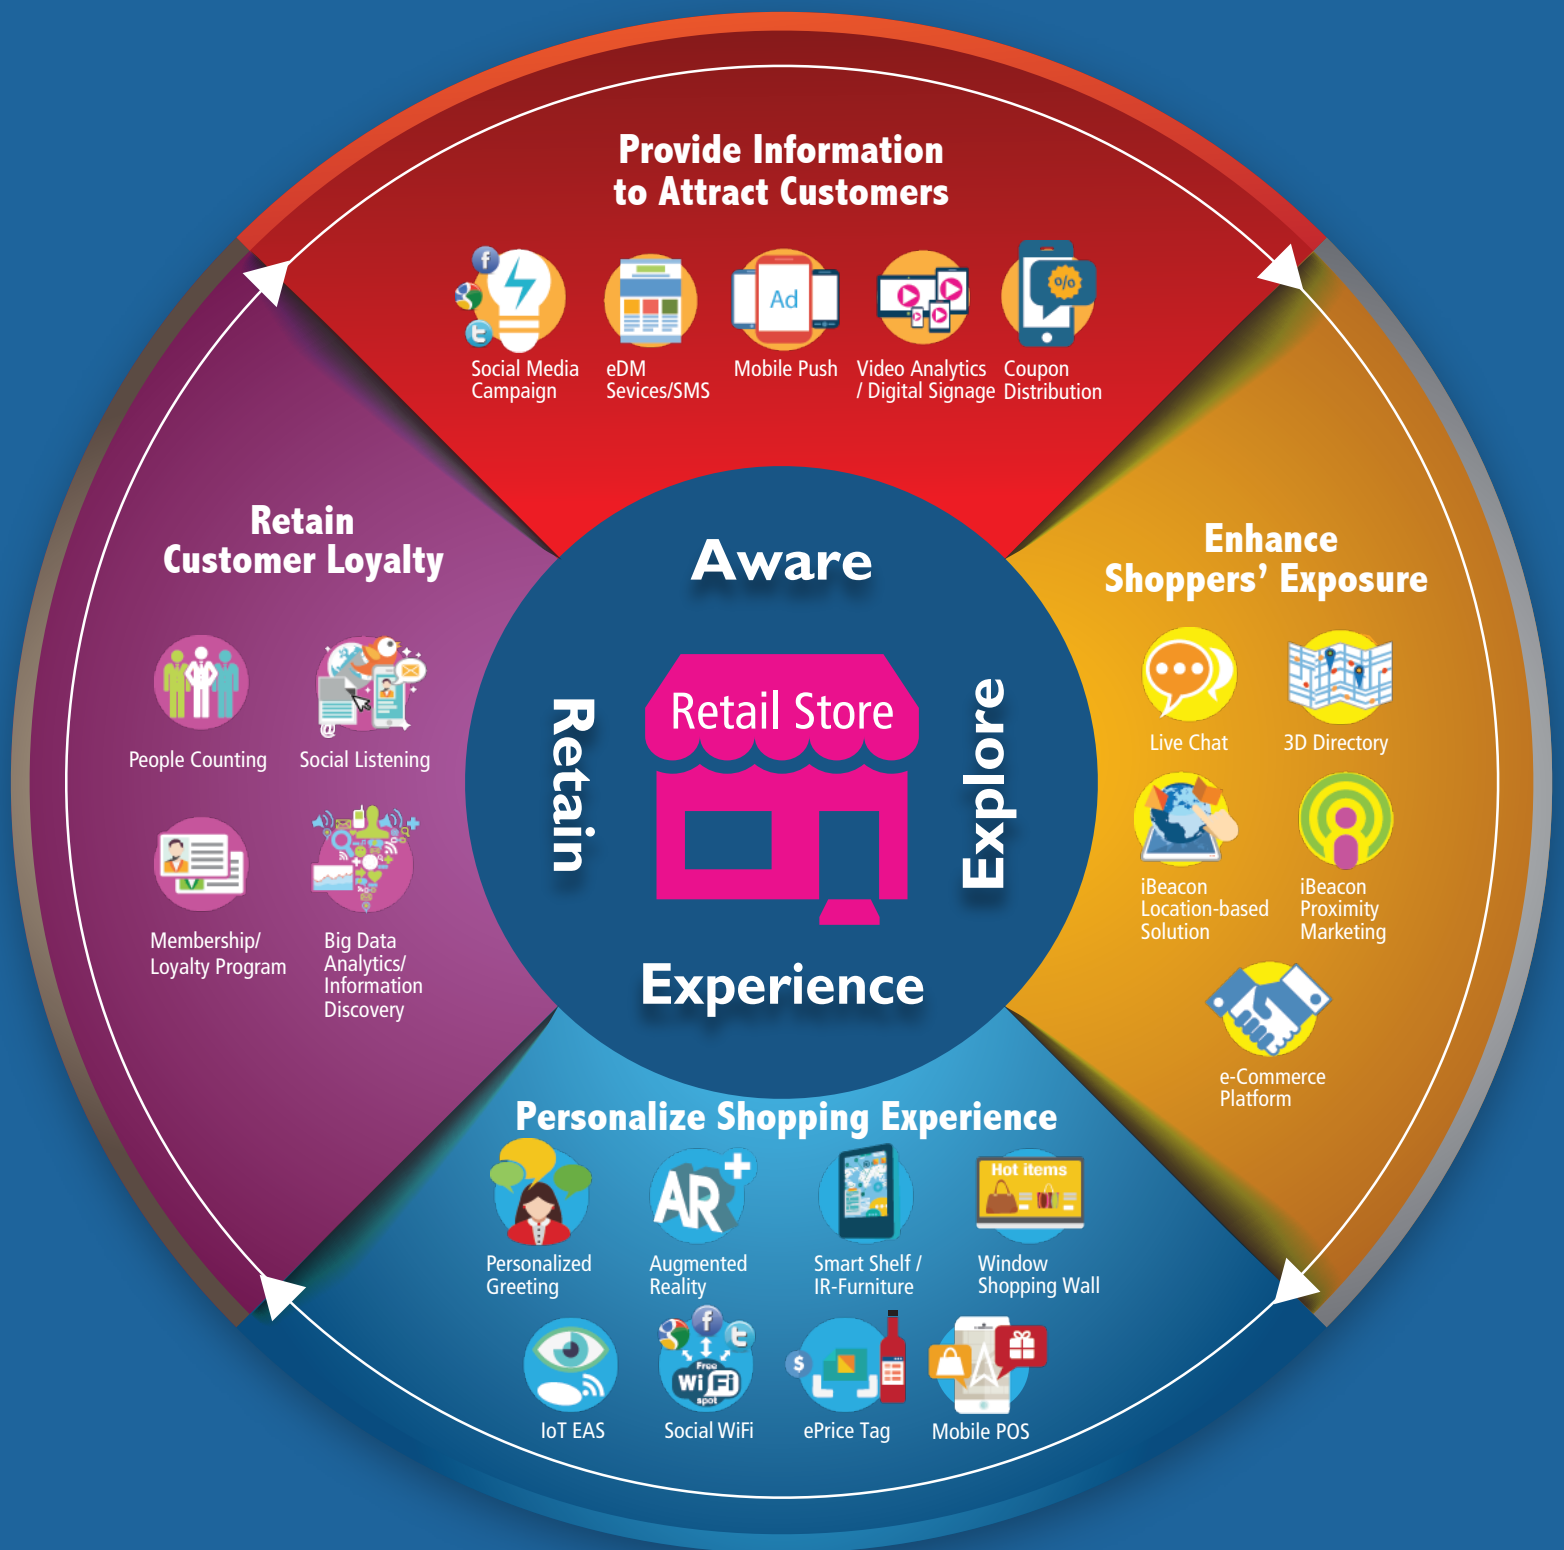 Provide Information
to Attract Customers
Ad
%
Social Media
Campaign
eDM
Sevices/SMS
Mobile Push
Video Analytics
/ Digital Signage
Coupon
Distribution
Retain
Customer Loyalty
People Counting
Social Listening
@
Membership/
Loyalty Program
Big Data
Analytics/
Information
Discovery
Aware
Retain
Retail Store
Explore
Experience
Enhance
Shoppers' Exposure
Live Chat
3D Directory
iBeacon
Location-based
Solution
iBeacon
Proximity
Marketing
e-Commerce
Platform
Personalize Shopping Experience
AR
Hot items
Personalized
Greeting
Augmented
Reality
Smart Shelf /
IR-Furniture
Window
Shopping Wall
Free
WiFi
spot
$
IoT EAS
Social WiFi
ePrice Tag
Mobile POS